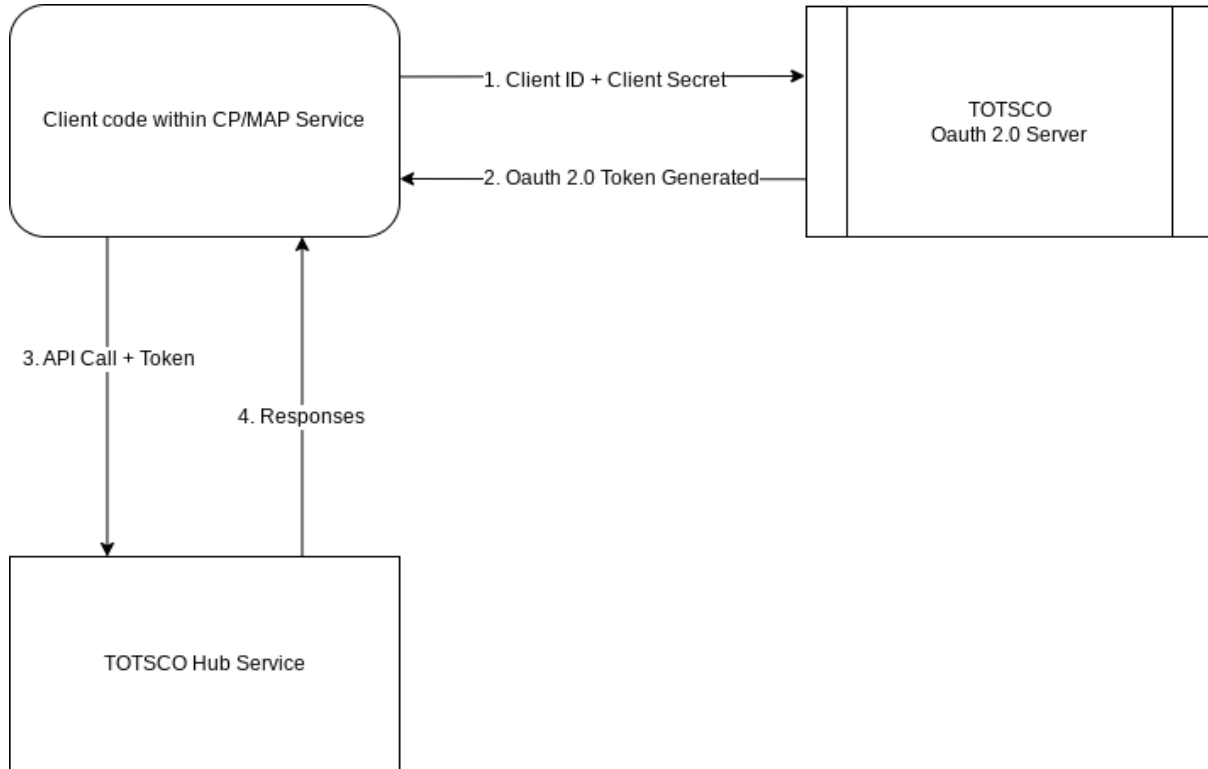 Client code within CP/MAP Service
1. Client ID + Client Secret
TOTSCO
Oauth 2.0 Server
2. Oauth 2.0 Token Generated
3. API Call + Token
4. Responses
TOTSCO Hub Service